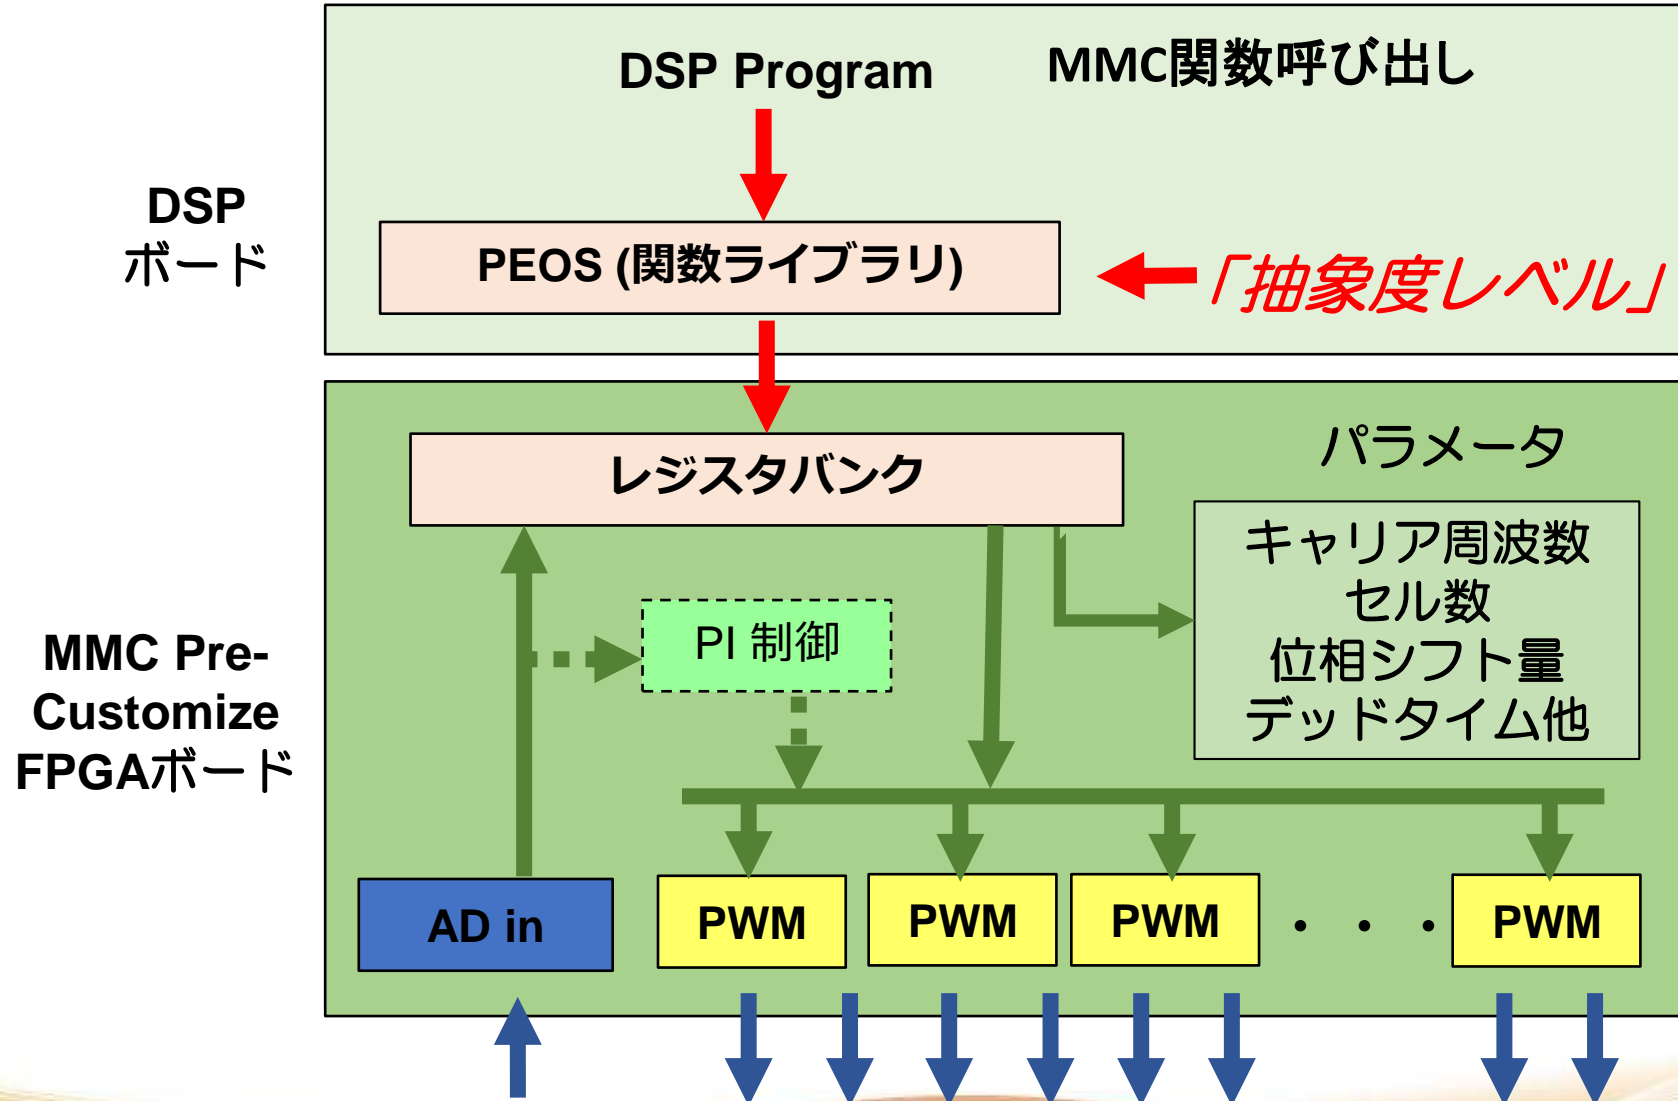 DSP Program
MMC関数呼び出し
DSP
ボード
PEOS (関数ライブラリ)
「抽象度レベル」
レジスタバンク
パラメータ
キャリア周波数
セル数
位相シフト量
デッドタイム他
PI 制御
MMC Pre-
Customize
FPGAボード
AD in
PWM
PWM
PWM
・・・
PWM